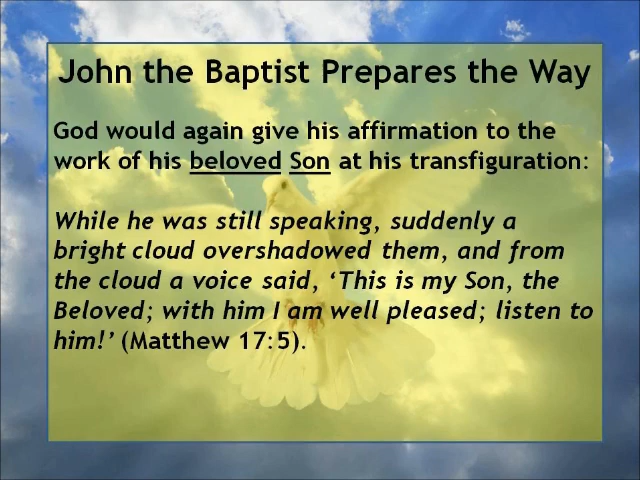 John the Baptist Prepares the Way
God would again give his affirmation to the
work of his beloved Son at his transfiguration:
While he was still speaking, suddenly a
bright cloud overshadowed them, and from
the cloud a voice said, ‘This is my Son, the
Beloved; with him I am well pleased; listen to
him!’ (Matthew 17:5).